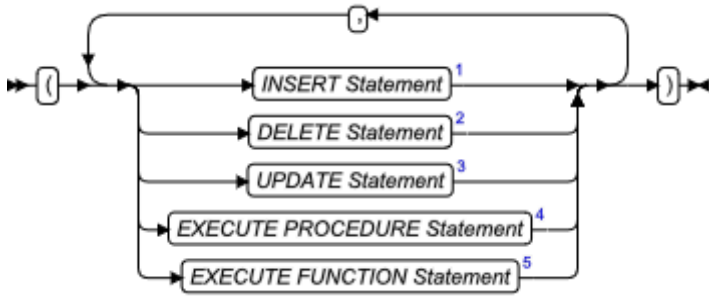 ,
( INSERT Statement 1 )
DELETE Statement 2
UPDATE Statement 3
EXECUTE PROCEDURE Statement 4
EXECUTE FUNCTION Statement 5